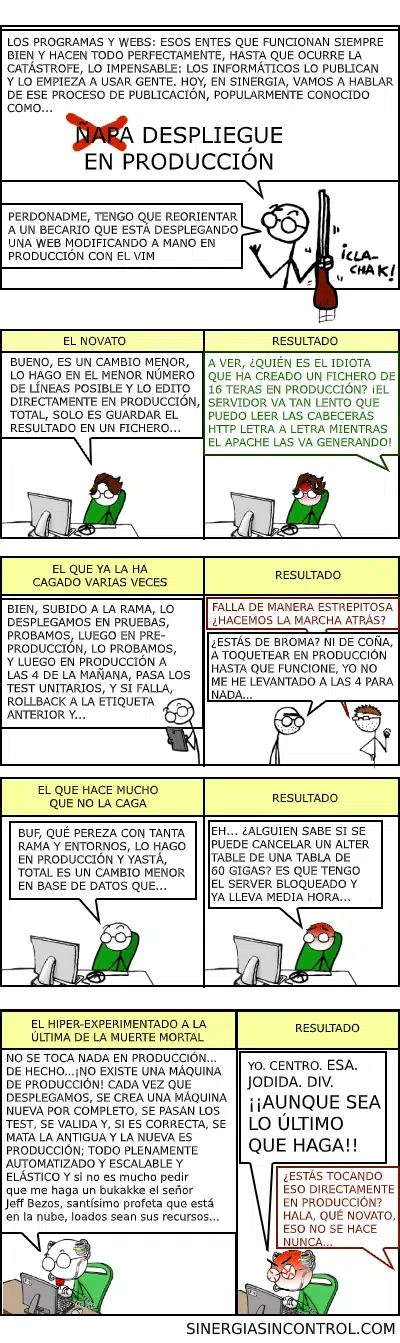 LOS PROGRAMAS Y WEBS: ESOS ENTES QUE FUNCIONAN SIEMPRE
BIEN Y HACEN TODO PERFECTAMENTE, HASTA QUE OCURRE LA
CATÁSTROFE, LO IMPENSABLE: LOS INFORMÁTICOS LO PUBLICAN
Y LO EMPIEZA A USAR GENTE. HOY, EN SINERGIA, VAMOS A HABLAR
DE ESE PROCESO DE PUBLICACIÓN, POPULARMENTE CONOCIDO
COMO...
ÑAPA DESPLIEGUE
EN PRODUCCIÓN
PERDONADME, TENGO QUE REORIENTAR
A UN BECARIO QUE ESTÁ DESPLEGANDO
UNA WEB MODIFICANDO A MANO EN
PRODUCCIÓN CON EL VIM
¡CLA-
CHAK!
EL NOVATO
RESULTADO
BUENO, ES UN CAMBIO MENOR,
LO HAGO EN EL MENOR NÚMERO
DE LÍNEAS POSIBLE Y LO EDITO
DIRECTAMENTE EN PRODUCCIÓN,
TOTAL, SOLO ES GUARDAR EL
RESULTADO EN UN FICHERO...
A VER, ¿QUIÉN ES EL IDIOTA
QUE HA CREADO UN FICHERO DE
16 TERAS EN PRODUCCIÓN? ¡EL
SERVIDOR VA TAN LENTO QUE
PUEDO LEER LAS CABECERAS
HTTP LETRA A LETRA MIENTRAS
EL APACHE LAS VA GENERANDO!
EL QUE YA LA HA
CAGADO VARIAS VECES
RESULTADO
BIEN, SUBIDO A LA RAMA, LO
DESPLEGAMOS EN PRUEBAS,
PROBAMOS, LUEGO EN PRE-
PRODUCCIÓN, LO PROBAMOS,
Y LUEGO EN PRODUCCIÓN A
LAS 4 DE LA MAÑANA, PASA LOS
TEST UNITARIOS, Y SI FALLA,
ROLLBACK A LA ETIQUETA
ANTERIOR Y...
FALLA DE MANERA ESTREPITOSA
¿HACEMOS LA MARCHA ATRÁS?
¿ESTÁS DE BROMA? NI DE COÑA,
A TOQUETEAR EN PRODUCCIÓN
HASTA QUE FUNCIONE, YO NO
ME HE LEVANTADO A LAS 4 PARA
NADA...
EL QUE HACE MUCHO
QUE NO LA CAGA
RESULTADO
BUF, QUÉ PEREZA CON TANTA
RAMA Y ENTORNOS, LO HAGO
EN PRODUCCIÓN Y YASTÁ,
TOTAL ES UN CAMBIO MENOR
EN BASE DE DATOS QUE...
EH... ¿ALGUIEN SABE SI SE
PUEDE CANCELAR UN ALTER
TABLE DE UNA TABLA DE
60 GIGAS? ES QUE TENGO
EL SERVER BLOQUEADO Y
YA LLEVA MEDIA HORA...
EL HIPER-EXPERIMENTADO A LA
ÚLTIMA DE LA MUERTE MORTAL
RESULTADO
NO SE TOCA NADA EN PRODUCCIÓN...
DE HECHO...¡NO EXISTE UNA MÁQUINA
DE PRODUCCIÓN! CADA VEZ QUE
DESPLEGAMOS, SE CREA UNA MÁQUINA
NUEVA POR COMPLETO, SE PASAN LOS
TEST, SE VALIDA Y, SI ES CORRECTA, SE
MATA LA ANTIGUA Y LA NUEVA ES
PRODUCCIÓN; TODO PLENAMENTE
AUTOMATIZADO Y ESCALABLE Y
ELÁSTICO Y si no es mucho pedir
que me haga un bukakke el señor
Jeff Bezos, santísimo profeta que está
en la nube, loados sean sus recursos...
YO. CENTRO. ESA.
JODIDA. DIV.
¡¡AUNQUE SEA
LO ÚLTIMO
QUE HAGA!!
¿ESTÁS TOCANDO
ESO DIRECTAMENTE
EN PRODUCCIÓN?
HALA, QUÉ NOVATO,
ESO NO SE HACE
NUNCA...
SINERGIASINCONTROL.COM